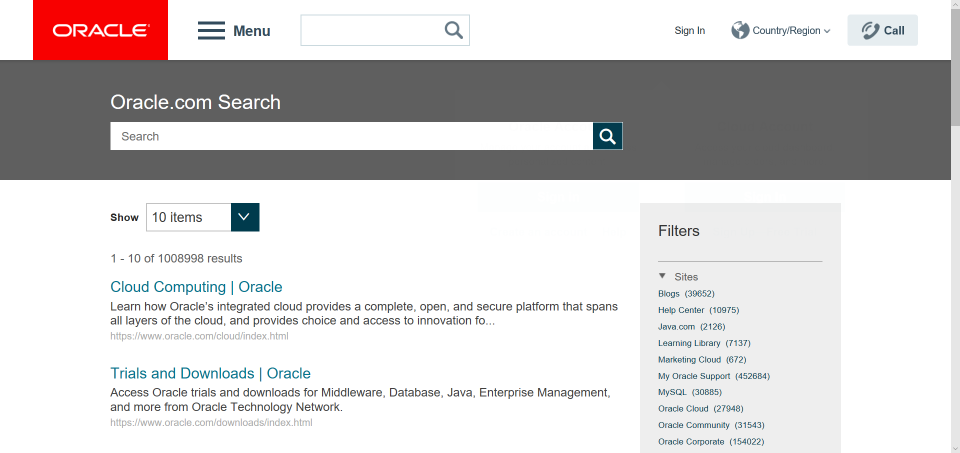 ORACLE
Menu
Sign In
Country/Region
Call
Oracle.com Search
Search
Show
10 items
1 - 10 of 1008998 results
Cloud Computing | Oracle
Learn how Oracle's integrated cloud provides a complete, open, and secure platform that spans
all layers of the cloud, and provides choice and access to innovation fo...
https://www.oracle.com/cloud/index.html
Trials and Downloads | Oracle
Access Oracle trials and downloads for Middleware, Database, Java, Enterprise Management,
and more from Oracle Technology Network.
https://www.oracle.com/downloads/index.html
Filters
Sites
Blogs (39652)
Help Center (10975)
Java.com (2126)
Learning Library (7137)
Marketing Cloud (672)
My Oracle Support (452684)
MySQL (30885)
Oracle Cloud (27948)
Oracle Community (31543)
Oracle Corporate (154022)